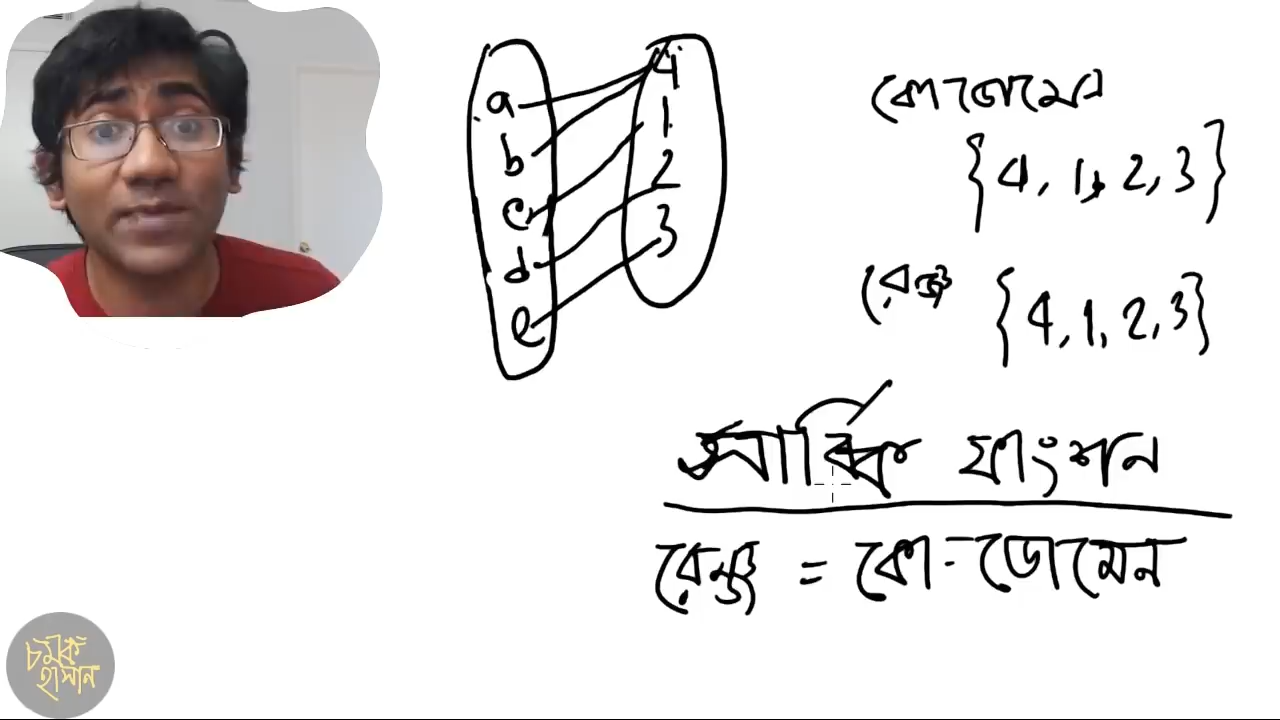 a
b
c
d
e
4
1
2
3
কোডোমেন
{4, 1, 2, 3}
রেঞ্জ {4, 1, 2, 3}
সার্বিক ফাংশন
রেঞ্জ = কো-ডোমেন
চমক
হাসান